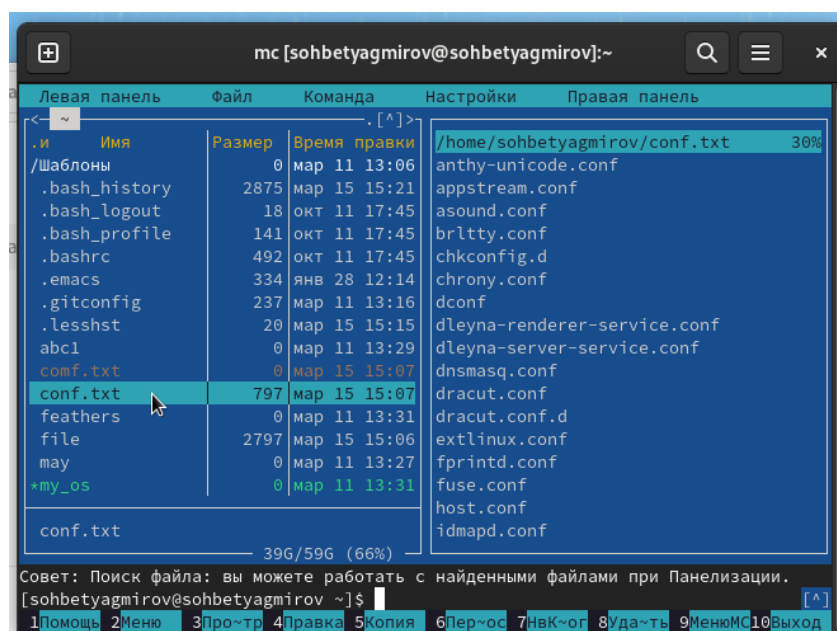 mc [sohbetyagmirov@sohbetyagmirov]:~
Левая панель Файл Команда Настройки Правая панель
<─ ~ .[^]>
.и Имя Размер Время правки
/Шаблоны 0 мар 11 13:06
.bash_history 2875 мар 15 15:21
.bash_logout 18 окт 11 17:45
.bash_profile 141 окт 11 17:45
.bashrc 492 окт 11 17:45
.emacs 334 янв 28 12:14
.gitconfig 237 мар 11 13:16
.lesshst 20 мар 15 15:15
abc1 0 мар 11 13:29
comf.txt 0 мар 15 15:07
conf.txt 797 мар 15 15:07
feathers 0 мар 11 13:31
file 2797 мар 15 15:06
may 0 мар 11 13:27
*my_os 0 мар 11 13:31
conf.txt
39G/59G (66%)
/home/sohbetyagmirov/conf.txt 30%
anthy-unicode.conf
appstream.conf
asound.conf
brltty.conf
chkconfig.d
chrony.conf
dconf
dleyna-renderer-service.conf
dleyna-server-service.conf
dnsmasq.conf
dracut.conf
dracut.conf.d
extlinux.conf
fprintd.conf
fuse.conf
host.conf
idmapd.conf
Совет: Поиск файла: вы можете работать с найденными файлами при Панелизации.
[sohbetyagmirov@sohbetyagmirov ~]$ [^]
1Помощь 2Меню 3Про~тр 4Правка 5Копия 6Пер~ос 7НвК~ог 8Уда~ть 9МенюМС10Выход